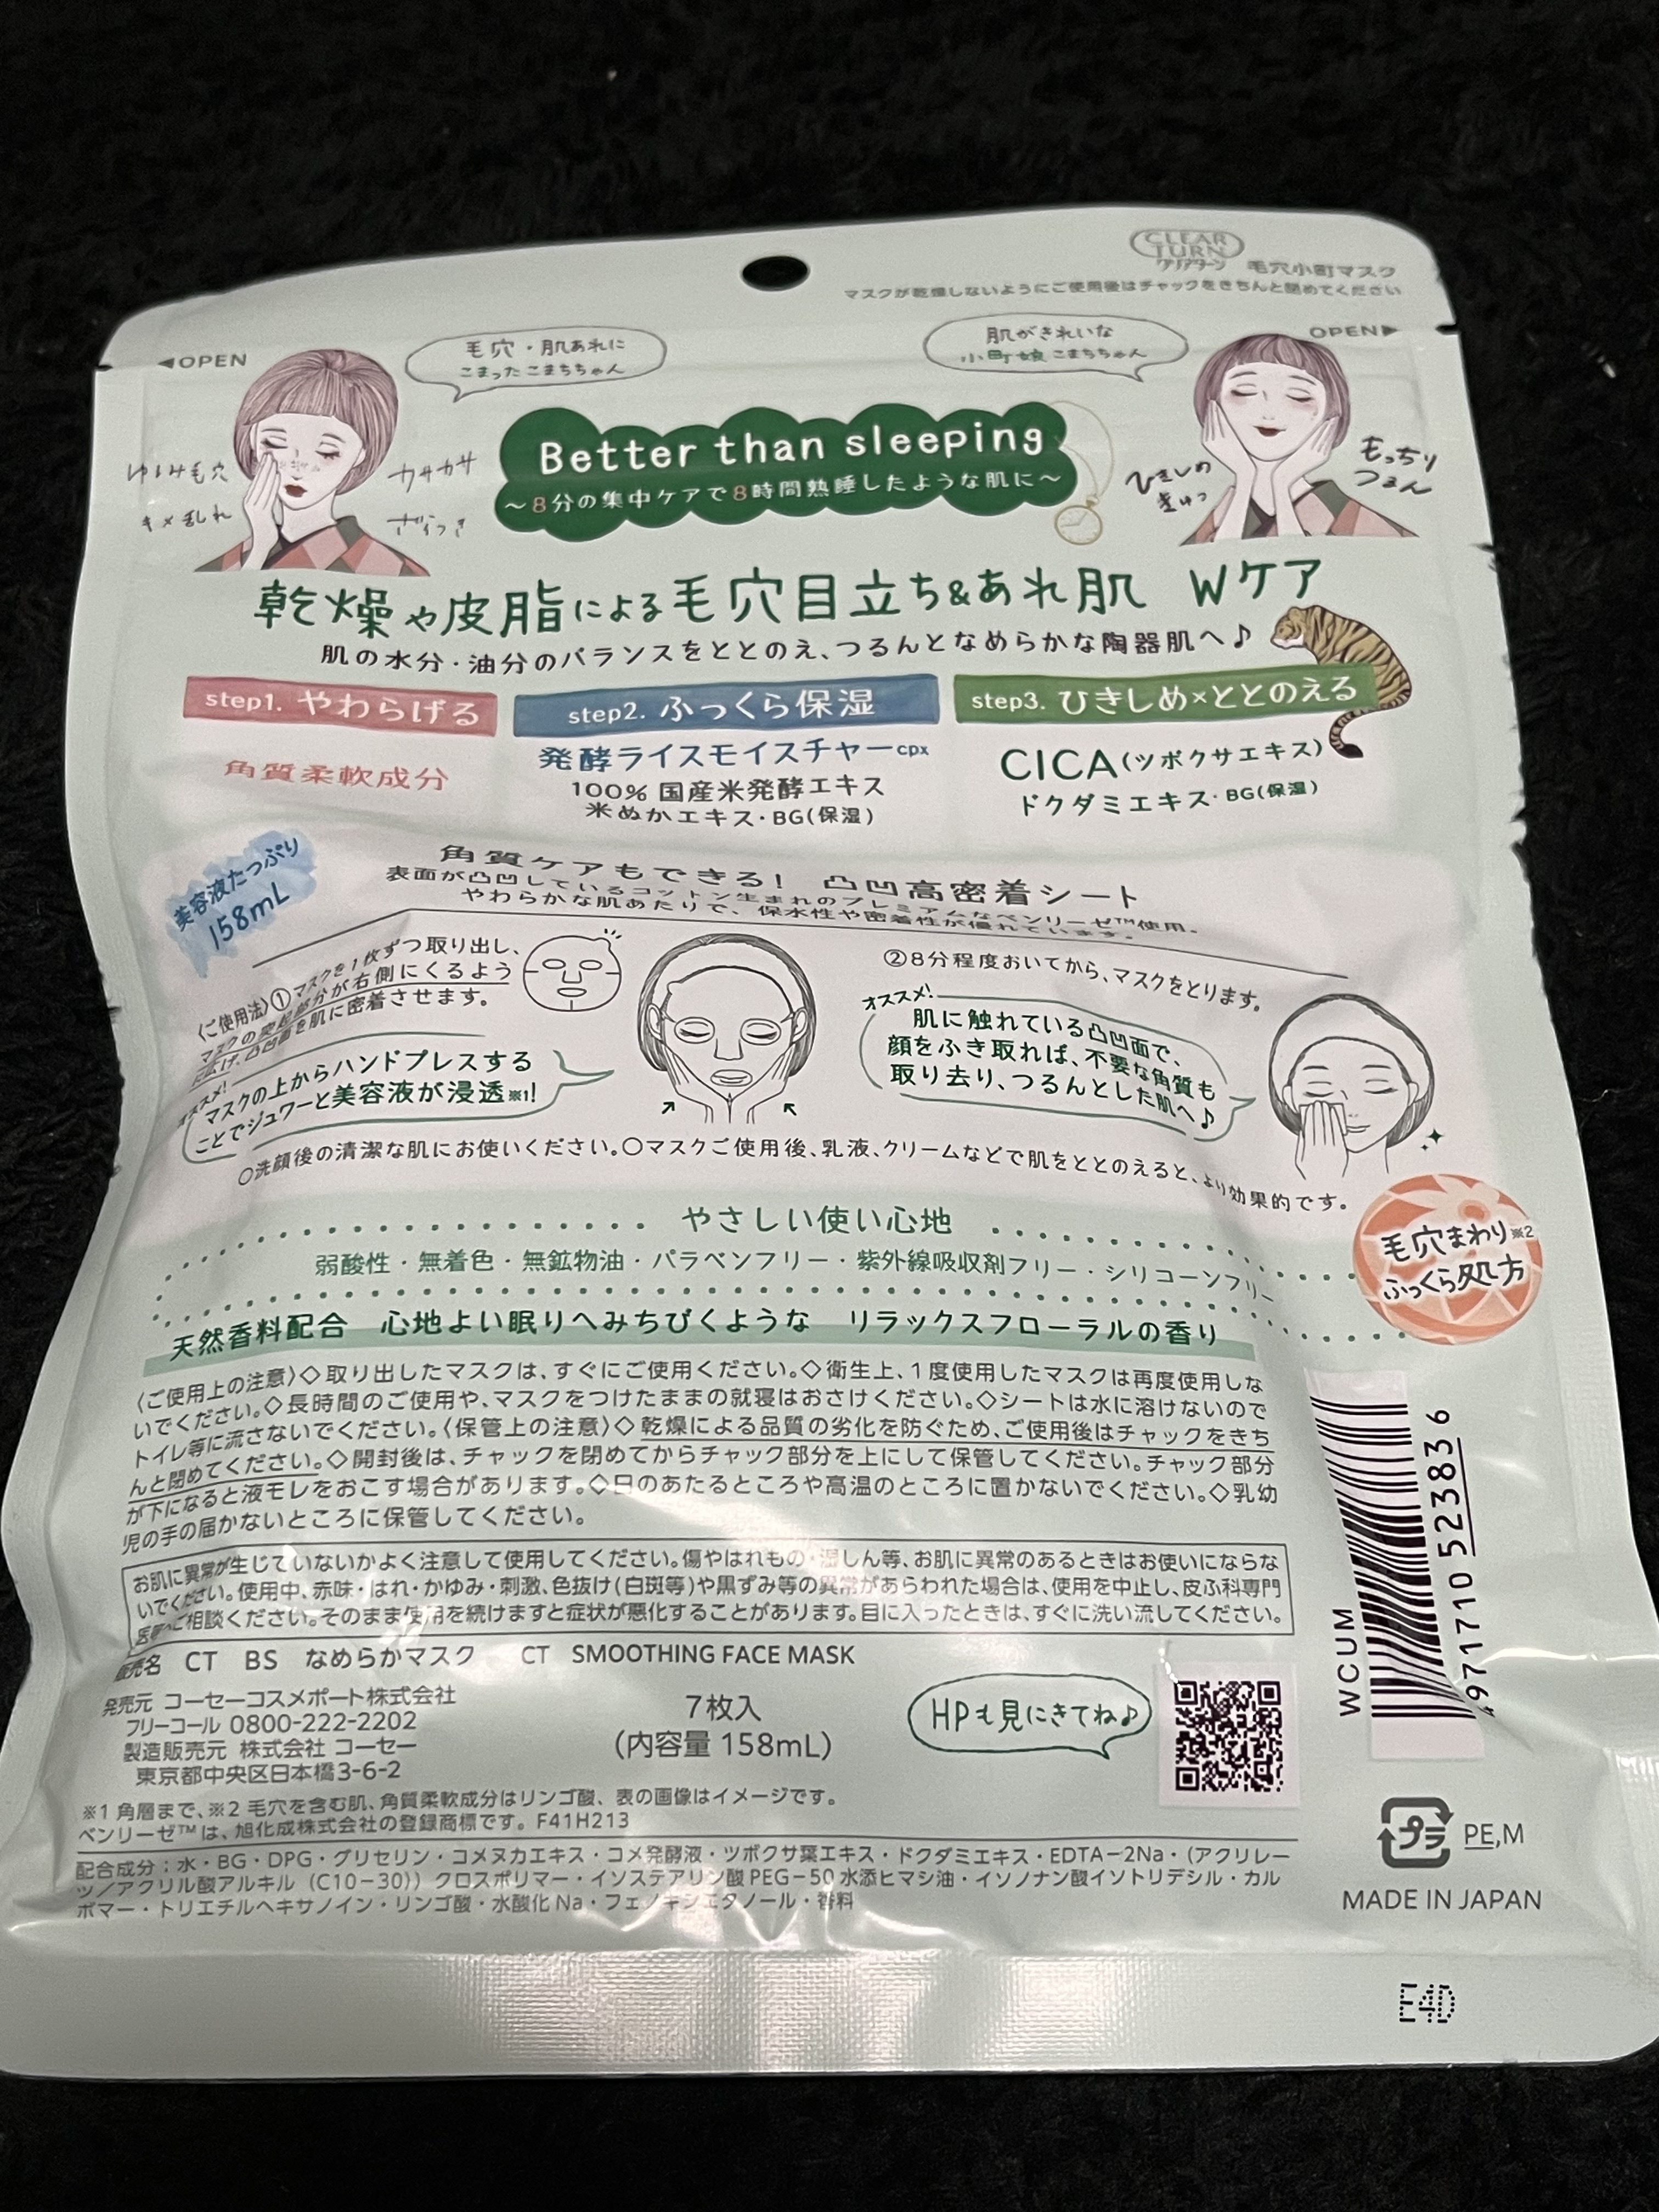 CLEAR TURN
クリアターン 毛穴小町マスク
マスクが乾燥しないようにご使用後はチャックをきちんと閉めてください
◀OPEN
OPEN▶
毛穴・肌あれに
こまった こまちちゃん
肌がきれいな
小町娘 こまちちゃん
ゆるみ毛穴
カサカサ
キメ乱れ
ざらつき
Better than sleeping
～8分の集中ケアで8時間熟睡したような肌に～
ひきしめ
もっちり
つるん
乾燥や皮脂による毛穴目立ち&あれ肌 Wケア
肌の水分・油分のバランスをととのえ、つるんとなめらかな陶器肌へ♪
step1. やわらげる
角質柔軟成分
step2. ふっくら保湿
発酵ライスモイスチャーcpx
100% 国産米発酵エキス
米ぬかエキス・BG(保湿)
step3. ひきしめ×ととのえる
CICA(ツボクサエキス)
ドクダミエキス・BG(保湿)
美容液たっぷり
158mL
角質ケアもできる! 凸凹高密着シート
表面が凸凹しているコットン生まれのプレミアムなベンリーゼ™使用。
やわらかな肌あたりで、保水性や密着性が優れています。
〈ご使用法〉①マスクを1枚ずつ取り出し、
マスクの突起部分が右側にくるよう
に広げ、凸凹面を肌に密着させます。
オススメ!
マスクの上からハンドプレスする
ことでジュワーと美容液が浸透※1!
②8分程度おいてから、マスクをとります。
オススメ!
肌に触れている凸凹面で、
顔をふき取れば、不要な角質も
取り去り、つるんとした肌へ♪
○洗顔後の清潔な肌にお使いください。○マスクご使用後、乳液、クリームなどで肌をととのえると、より効果的です。
やさしい使い心地
弱酸性・無着色・無鉱物油・パラベンフリー・紫外線吸収剤フリー・シリコーンフリー
毛穴まわり※2
ふっくら処方
天然香料配合 心地よい眠りへみちびくような リラックスフローラルの香り
〈ご使用上の注意〉◇取り出したマスクは、すぐにご使用ください。◇衛生上、1度使用したマスクは再度使用しな
いでください。◇長時間のご使用や、マスクをつけたままの就寝はおさけください。◇シートは水に溶けないので
トイレ等に流さないでください。〈保管上の注意〉◇乾燥による品質の劣化を防ぐため、ご使用後はチャックをきち
んと閉めてください。◇開封後は、チャックを閉めてからチャック部分を上にして保管してください。チャック部分
が下になると液モレをおこす場合があります。◇日のあたるところや高温のところに置かないでください。◇乳幼
児の手の届かないところに保管してください。
お肌に異常が生じていないかよく注意して使用してください。傷やはれもの・湿しん等、お肌に異常のあるときはお使いにならな
いでください。使用中、赤味・はれ・かゆみ・刺激、色抜け(白斑等)や黒ずみ等の異常があらわれた場合は、使用を中止し、皮ふ科専門
医等へご相談ください。そのまま使用を続けますと症状が悪化することがあります。目に入ったときは、すぐに洗い流してください。
販売名 CT BS なめらかマスク CT SMOOTHING FACE MASK
発売元 コーセーコスメポート株式会社
フリーコール 0800-222-2202
製造販売元 株式会社 コーセー
東京都中央区日本橋3-6-2
7枚入
(内容量 158mL)
HPも見にきてね♪
WCUM
4971710 523836
※1 角層まで、※2 毛穴を含む肌、角質柔軟成分はリンゴ酸、表の画像はイメージです。
ベンリーゼ™は、旭化成株式会社の登録商標です。F41H213
配合成分：水・BG・DPG・グリセリン・コメヌカエキス・コメ発酵液・ツボクサ葉エキス・ドクダミエキス・EDTA−2Na・(アクリレー
ツ／アクリル酸アルキル (C10−30)) クロスポリマー・イソステアリン酸 PEG−50 水添ヒマシ油・イソノナン酸イソトリデシル・カル
ボマー・トリエチルヘキサノイン・リンゴ酸・水酸化 Na・フェノキシエタノール・香料
プラ PE,M
MADE IN JAPAN
E4D